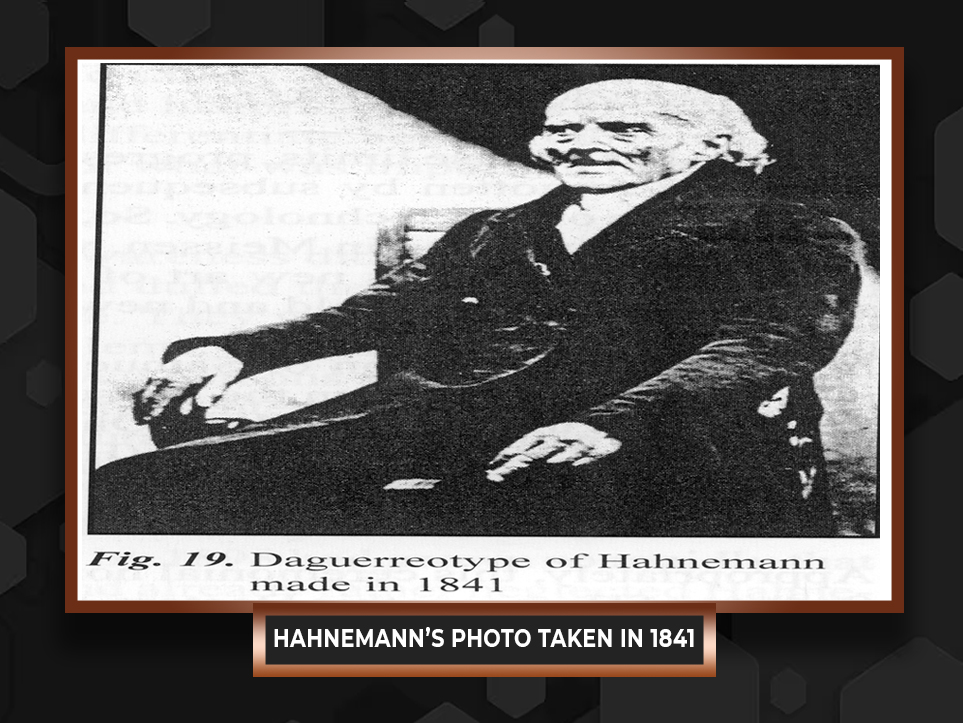 Fig. 19. Daguerreotype of Hahnemann
made in 1841
HAHNEMANN'S PHOTO TAKEN IN 1841